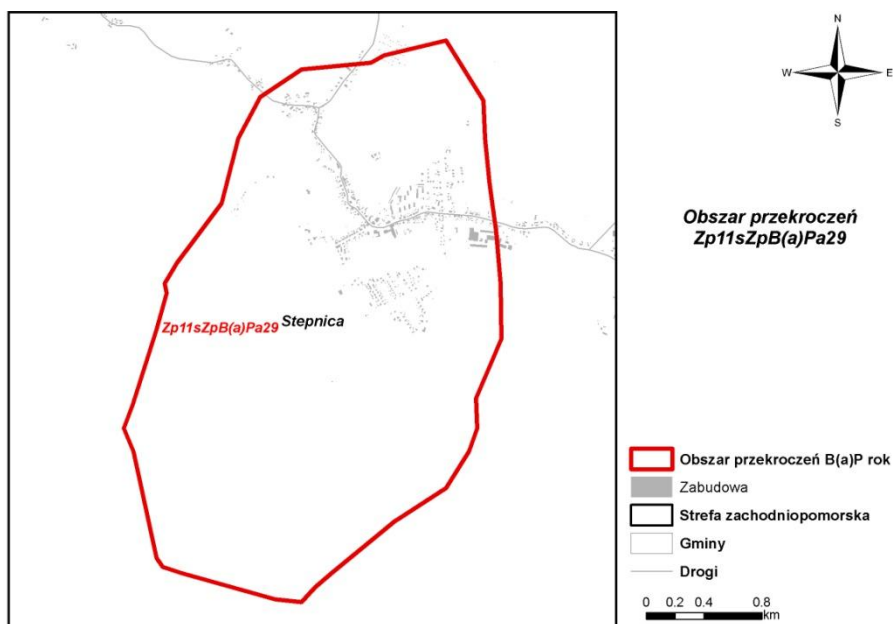 N
W E
S
Obszar przekroczeń
Zp11sZpB(a)Pa29
Zp11sZpB(a)Pa29 Stepnica
Obszar przekroczeń B(a)P rok
Zabudowa
Strefa zachodniopomorska
Gminy
Drogi
0 0.2 0.4 0.8
km